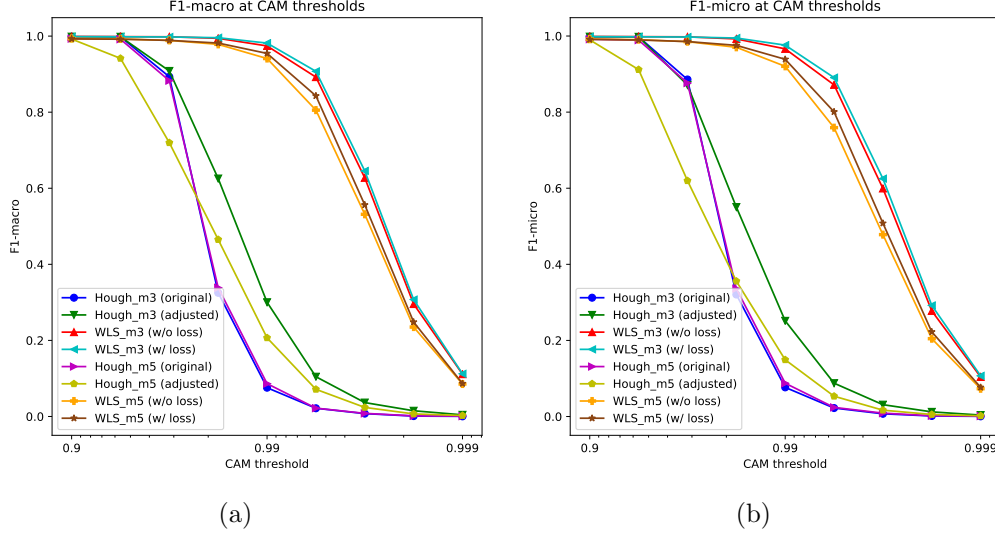 F1-macro at CAM thresholds
1.0
0.8
0.6
0.4
0.2
0.0
F1-macro
Hough_m3 (original)
Hough_m3 (adjusted)
WLS_m3 (w/o loss)
WLS_m3 (w/ loss)
Hough_m5 (original)
Hough_m5 (adjusted)
WLS_m5 (w/o loss)
WLS_m5 (w/ loss)
0.9
0.99
0.999
CAM threshold
(a)
F1-micro at CAM thresholds
1.0
0.8
0.6
0.4
0.2
0.0
F1-micro
Hough_m3 (original)
Hough_m3 (adjusted)
WLS_m3 (w/o loss)
WLS_m3 (w/ loss)
Hough_m5 (original)
Hough_m5 (adjusted)
WLS_m5 (w/o loss)
WLS_m5 (w/ loss)
0.9
0.99
0.999
CAM threshold
(b)